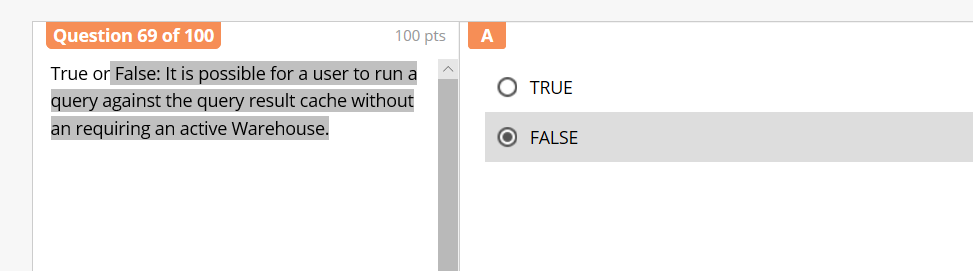 Question 69 of 100
100 pts
True or False: It is possible for a user to run a
query against the query result cache without
an requiring an active Warehouse.
A
TRUE
FALSE